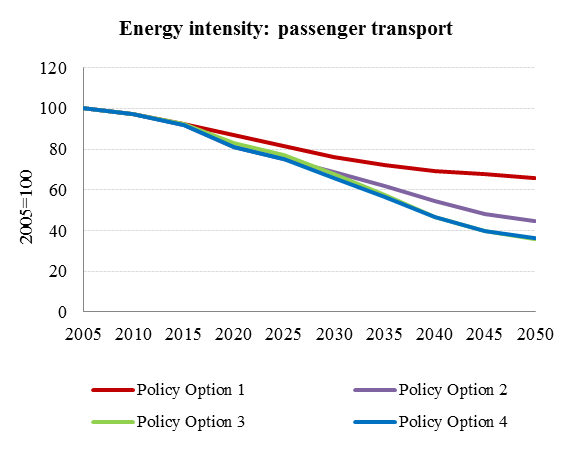 Energy intensity: passenger transport
120
100
80
60
40
20
0
2005=100
2005 2010 2015 2020 2025 2030 2035 2040 2045 2050
Policy Option 1 Policy Option 2
Policy Option 3 Policy Option 4